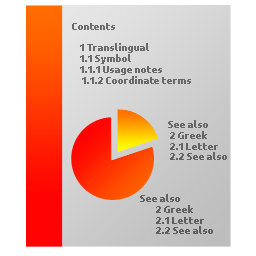 Contents
1 Translingual
1.1 Symbol
1.1.1 Usage notes
1.1.2 Coordinate terms
See also
2 Greek
2.1 Letter
2.2 See also
See also
2 Greek
2.1 Letter
2.2 See also